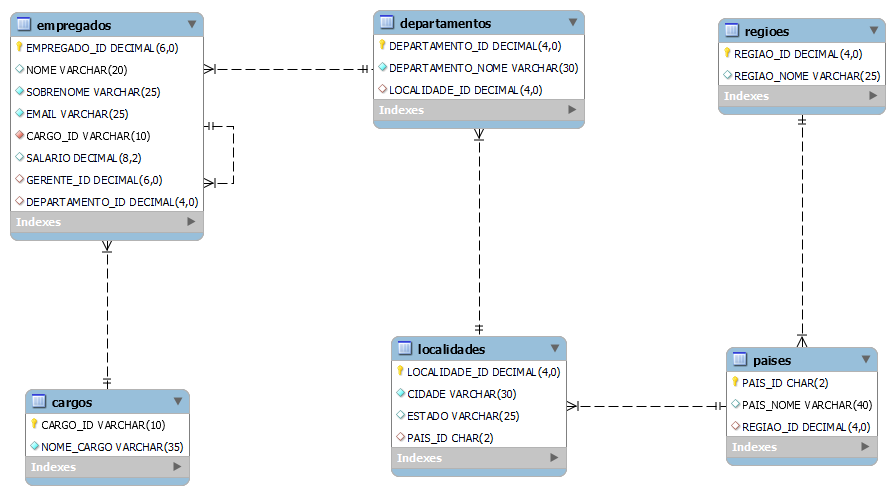 empregados
EMPREGADO_ID DECIMAL(6,0)
NOME VARCHAR(20)
SOBRENOME VARCHAR(25)
EMAIL VARCHAR(25)
CARGO_ID VARCHAR(10)
SALARIO DECIMAL(8,2)
GERENTE_ID DECIMAL(6,0)
DEPARTAMENTO_ID DECIMAL(4,0)
Indexes
departamentos
DEPARTAMENTO_ID DECIMAL(4,0)
DEPARTAMENTO_NOME VARCHAR(30)
LOCALIDADE_ID DECIMAL(4,0)
Indexes
regioes
REGIAO_ID DECIMAL(4,0)
REGIAO_NOME VARCHAR(25)
Indexes
cargos
CARGO_ID VARCHAR(10)
NOME_CARGO VARCHAR(35)
Indexes
localidades
LOCALIDADE_ID DECIMAL(4,0)
CIDADE VARCHAR(30)
ESTADO VARCHAR(25)
PAIS_ID CHAR(2)
Indexes
paises
PAIS_ID CHAR(2)
PAIS_NOME VARCHAR(40)
REGIAO_ID DECIMAL(4,0)
Indexes